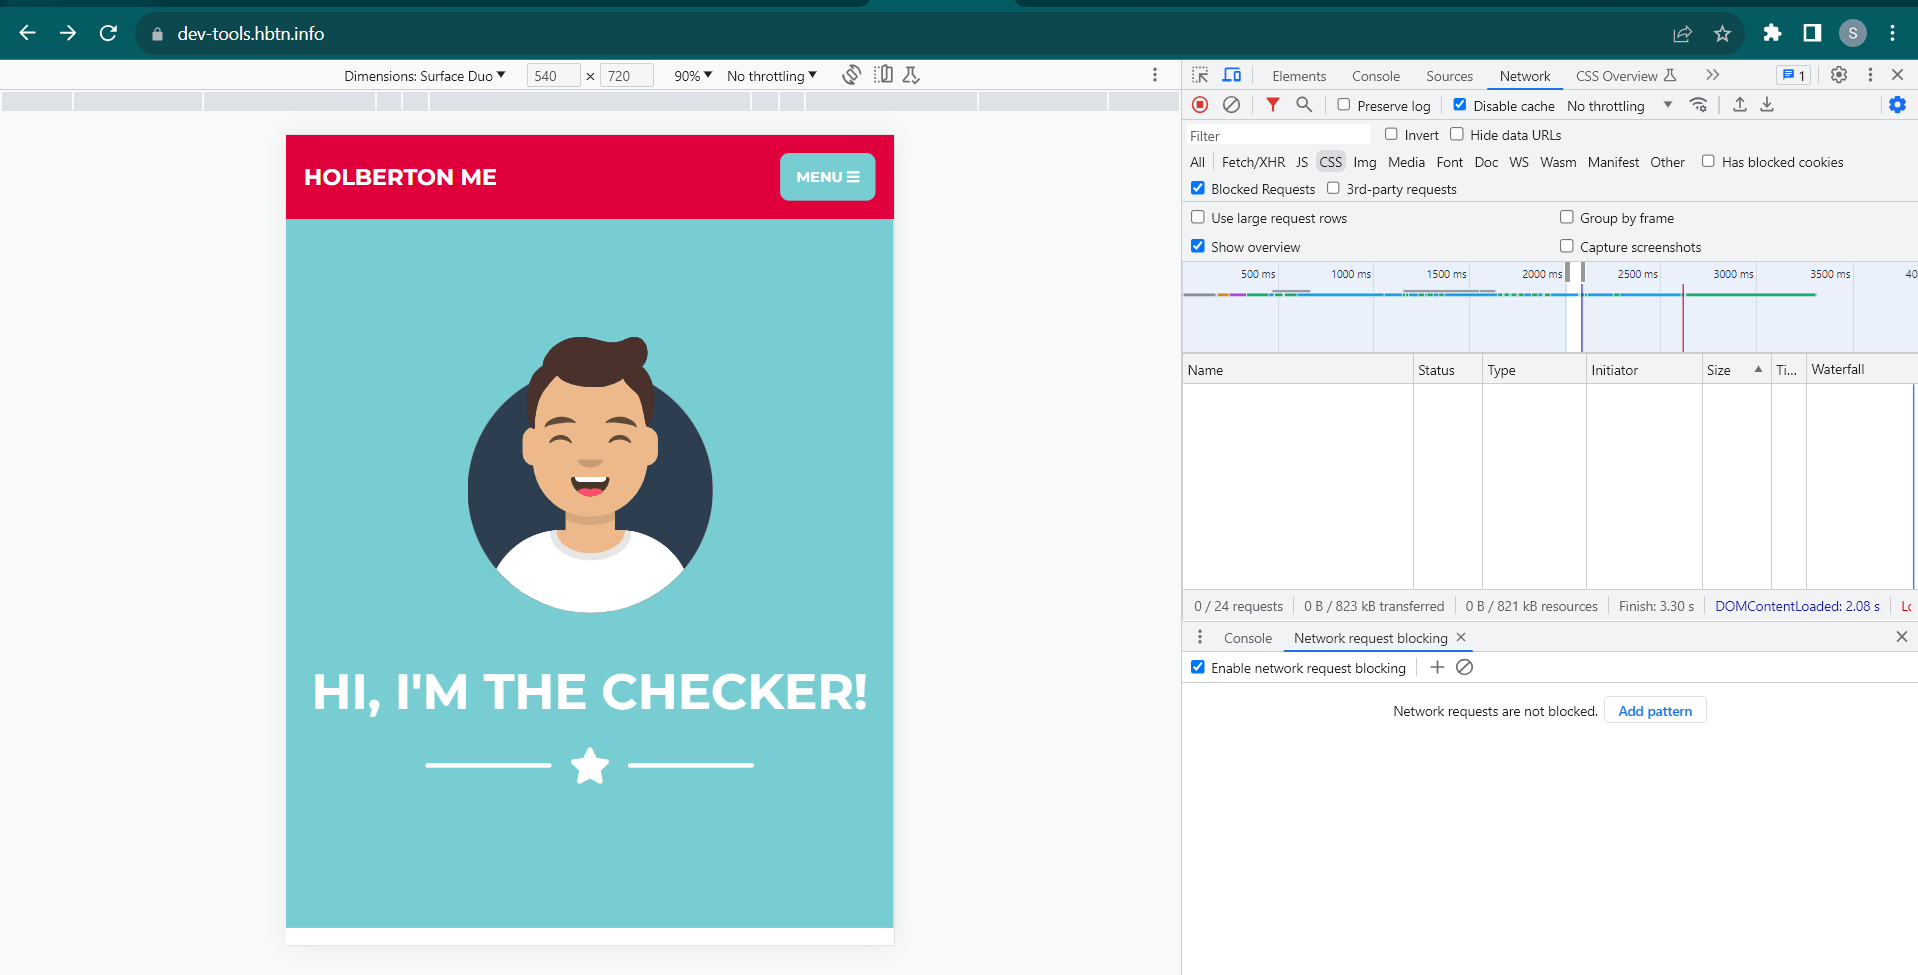 dev-tools.hbtn.info
S
Dimensions: Surface Duo
540 × 720
90%
No throttling
HOLBERTON ME
MENU
HI, I'M THE CHECKER!
Elements Console Sources Network CSS Overview
1
Preserve log Disable cache No throttling
Filter Invert Hide data URLs
All Fetch/XHR JS CSS Img Media Font Doc WS Wasm Manifest Other Has blocked cookies
Blocked Requests 3rd-party requests
Use large request rows Group by frame
Show overview Capture screenshots
500 ms 1000 ms 1500 ms 2000 ms 2500 ms 3000 ms 3500 ms 40
Name Status Type Initiator Size Ti... Waterfall
0 / 24 requests 0 B / 823 kB transferred 0 B / 821 kB resources Finish: 3.30 s DOMContentLoaded: 2.08 s
Console Network request blocking
Enable network request blocking
Network requests are not blocked. Add pattern